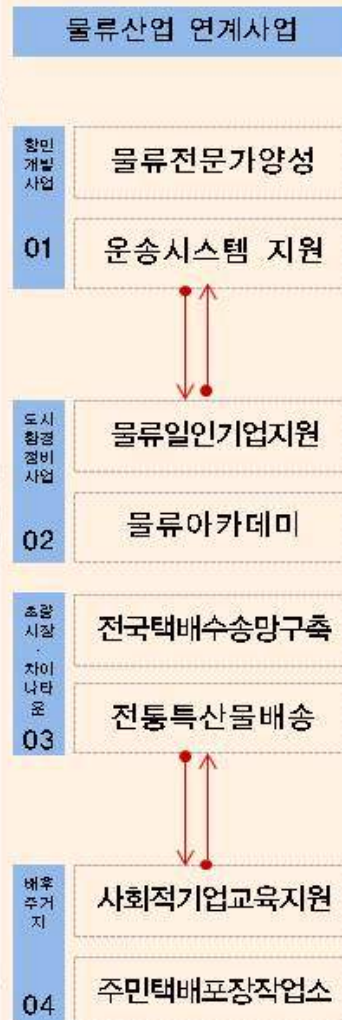 물류산업 연계사업
항만
개발
사업
01
물류전문가양성
운송시스템 지원
도시
환경
정비
사업
02
물류일인기업지원
물류아카데미
초량
시장
·
차이
나타
운
03
전국택배수송망구축
전통특산물배송
배후
주거
지
04
사회적기업교육지원
주민택배포장작업소